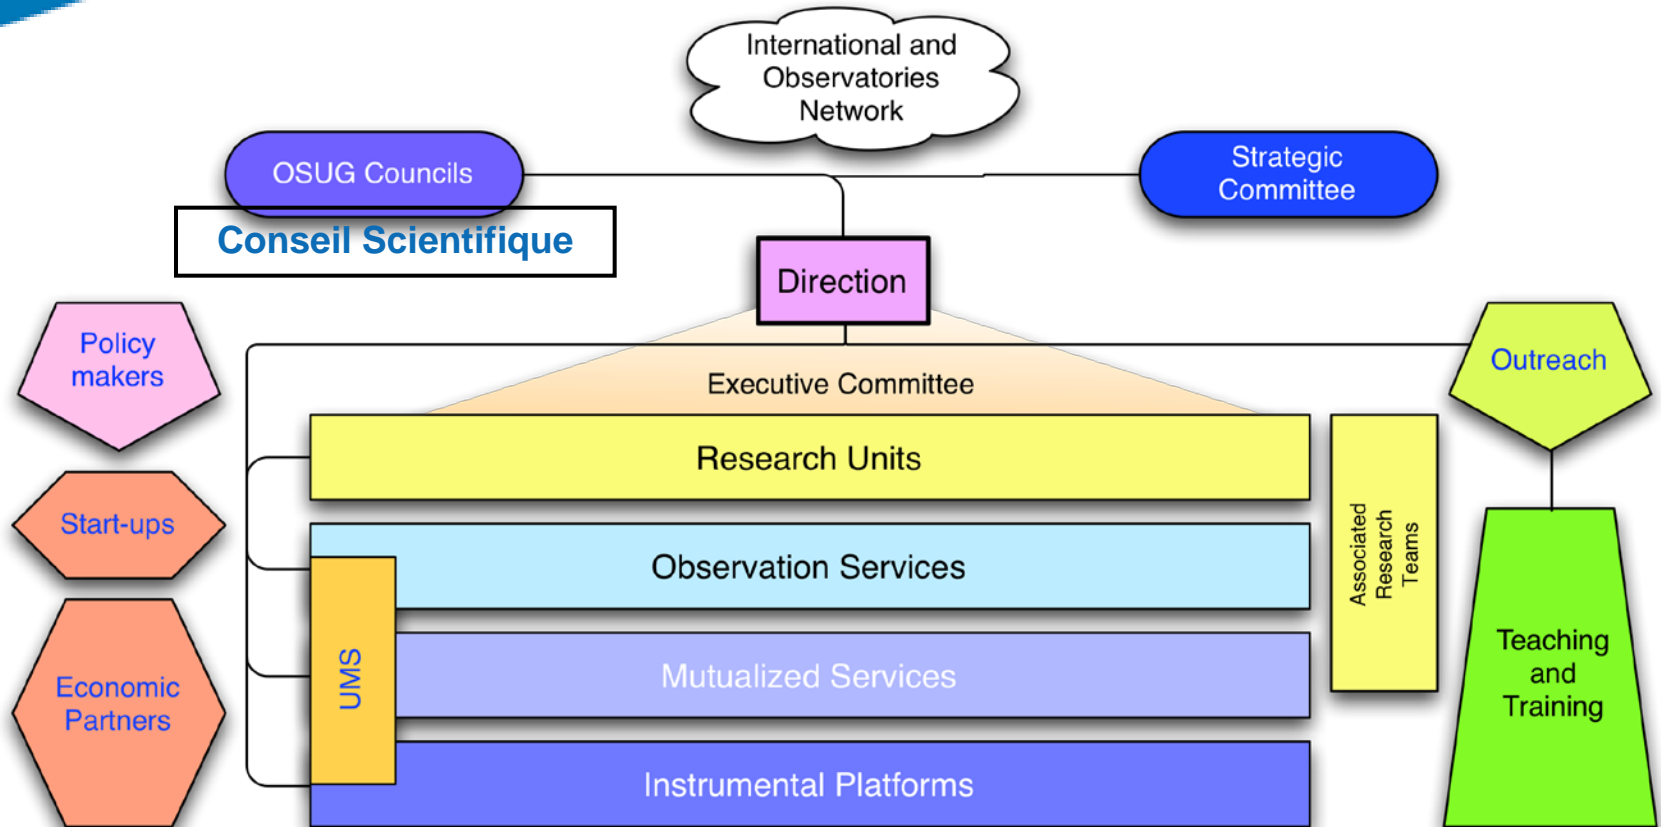 International and
Observatories
Network
OSUG Councils
Strategic
Committee
Conseil Scientifique
Direction
Policy
makers
Outreach
Executive Committee
Research Units
Start-ups
Associated
Research
Teams
Observation Services
Teaching
and
Training
UMS
Mutualized Services
Economic
Partners
Instrumental Platforms